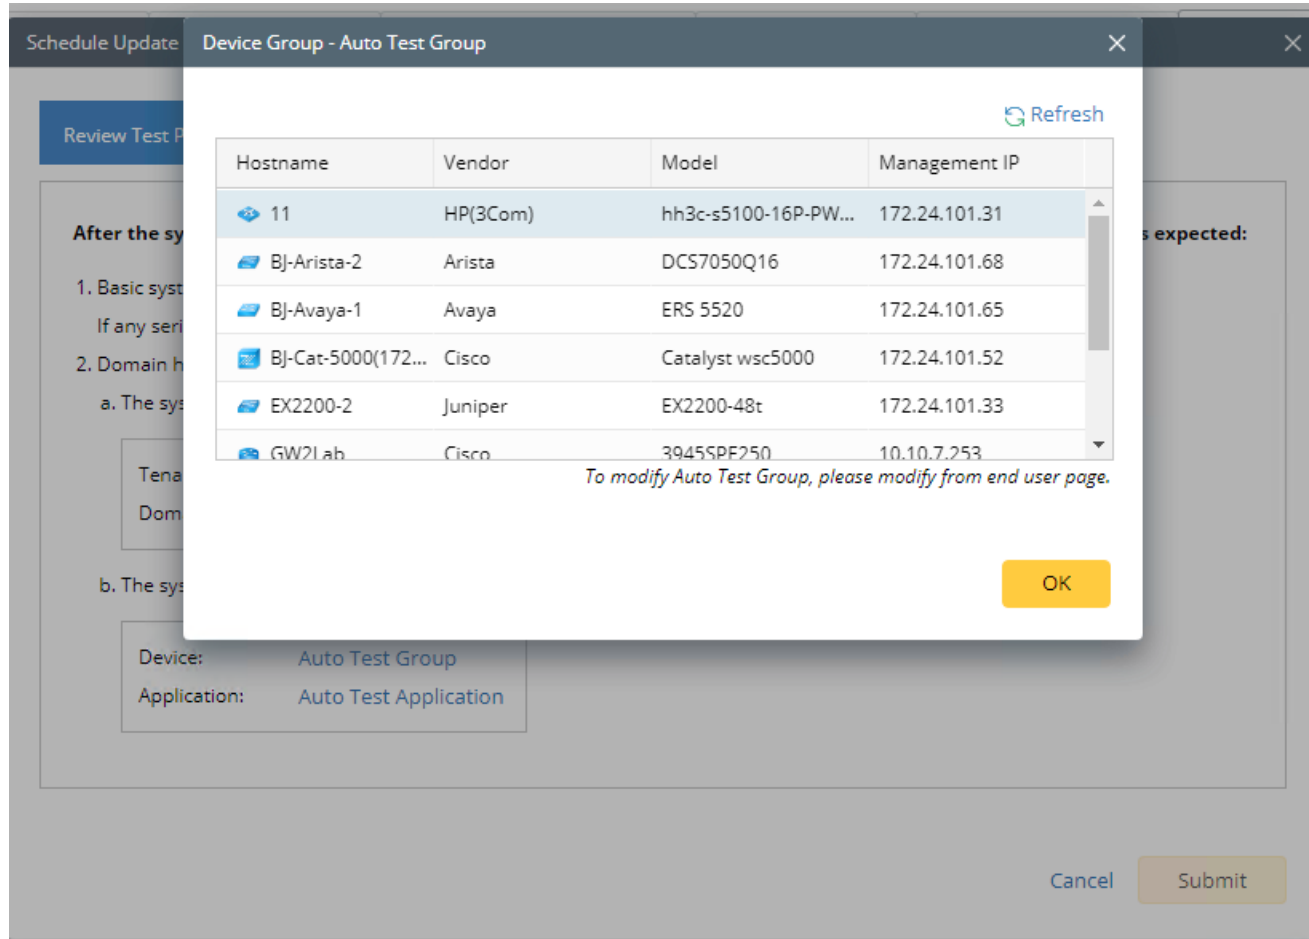 Schedule Update
Device Group - Auto Test Group
Refresh
Review Test P
Hostname Vendor Model Management IP
11 HP(3Com) hh3c-s5100-16P-PW... 172.24.101.31
BJ-Arista-2 Arista DCS7050Q16 172.24.101.68
BJ-Avaya-1 Avaya ERS 5520 172.24.101.65
BJ-Cat-5000(172... Cisco Catalyst wsc5000 172.24.101.52
EX2200-2 Juniper EX2200-48t 172.24.101.33
GW2Lab Cisco 3945SPE250 10.10.7.253
To modify Auto Test Group, please modify from end user page.
OK
After the sy
s expected:
1. Basic syst
If any seri
2. Domain h
a. The sys
Tena
Dom
b. The sys
Device: Auto Test Group
Application: Auto Test Application
Cancel Submit